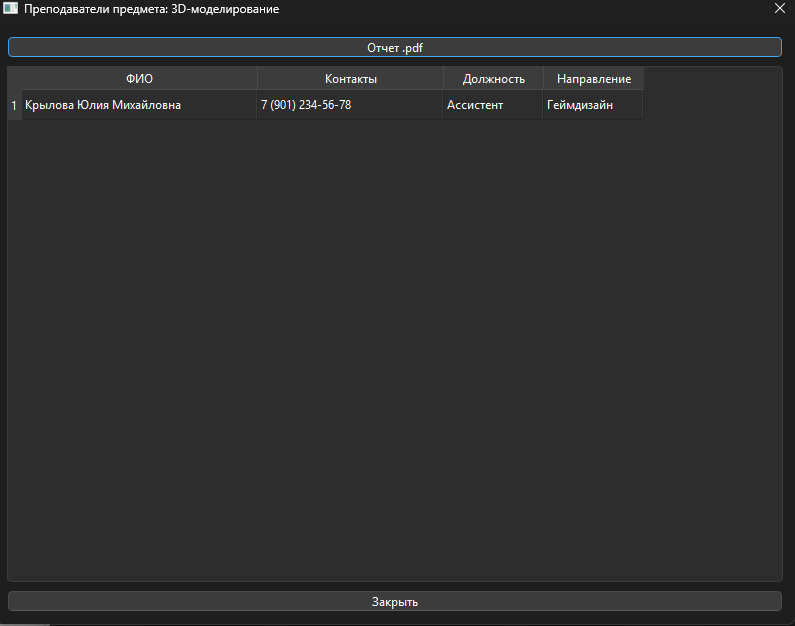 Преподаватели предмета: 3D-моделирование
Отчет .pdf
ФИО Контакты Должность Направление
1 Крылова Юлия Михайловна 7 (901) 234-56-78 Ассистент Геймдизайн
Закрыть